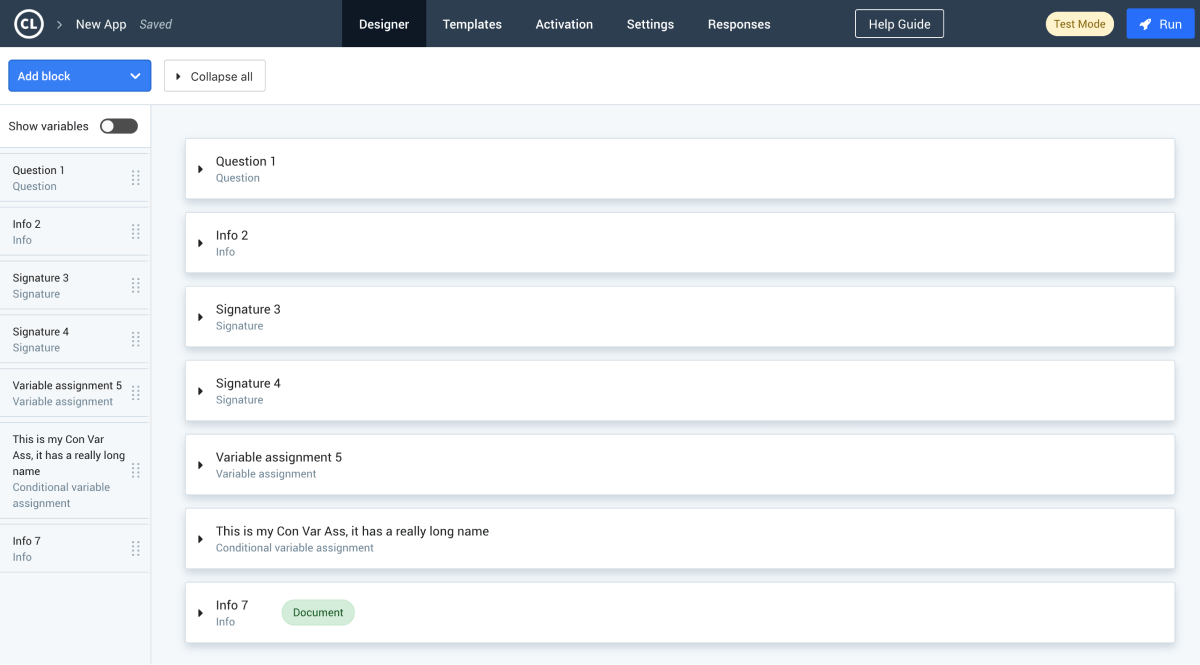 CL New App Saved Designer Templates Activation Settings Responses Help Guide Test Mode Run
Add block Collapse all
Show variables
Question 1
Question
Info 2
Info
Signature 3
Signature
Signature 4
Signature
Variable assignment 5
Variable assignment
This is my Con Var
Ass, it has a really long
name
Conditional variable
assignment
Info 7
Info
Question 1
Question
Info 2
Info
Signature 3
Signature
Signature 4
Signature
Variable assignment 5
Variable assignment
This is my Con Var Ass, it has a really long name
Conditional variable assignment
Info 7
Info
Document